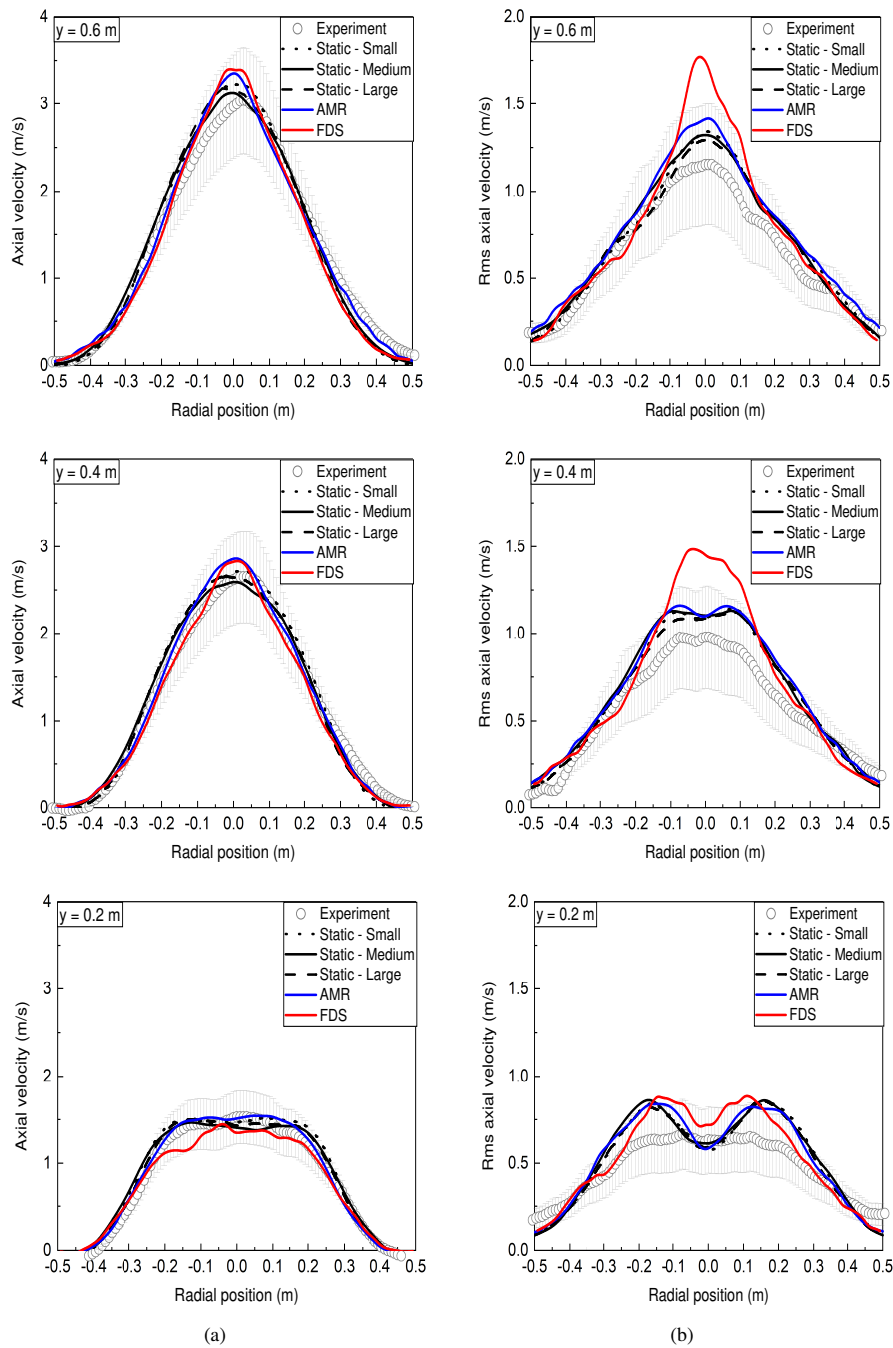 y = 0.6 m
Experiment
Static - Small
Static - Medium
Static - Large
AMR
FDS
Axial velocity (m/s)
4
3
2
1
0
-0.5 -0.4 -0.3 -0.2 -0.1 0.0 0.1 0.2 0.3 0.4 0.5
Radial position (m)
y = 0.6 m
Experiment
Static - Small
Static - Medium
Static - Large
AMR
FDS
Rms axial velocity (m/s)
2.0
1.5
1.0
0.5
0.0
-0.5 -0.4 -0.3 -0.2 -0.1 0.0 0.1 0.2 0.3 0.4 0.5
Radial position (m)
y = 0.4 m
Experiment
Static - Small
Static - Medium
Static - Large
AMR
FDS
Axial velocity (m/s)
4
3
2
1
0
-0.5 -0.4 -0.3 -0.2 -0.1 0.0 0.1 0.2 0.3 0.4 0.5
Radial position (m)
y = 0.4 m
Experiment
Static - Small
Static - Medium
Static - Large
AMR
FDS
Rms axial velocity (m/s)
2.0
1.5
1.0
0.5
0.0
-0.5 -0.4 -0.3 -0.2 -0.1 0.0 0.1 0.2 0.3 0.4 0.5
Radial position (m)
y = 0.2 m
Experiment
Static - Small
Static - Medium
Static - Large
AMR
FDS
Axial velocity (m/s)
4
3
2
1
0
-0.5 -0.4 -0.3 -0.2 -0.1 0.0 0.1 0.2 0.3 0.4 0.5
Radial position (m)
y = 0.2 m
Experiment
Static - Small
Static - Medium
Static - Large
AMR
FDS
Rms axial velocity (m/s)
2.0
1.5
1.0
0.5
0.0
-0.5 -0.4 -0.3 -0.2 -0.1 0.0 0.1 0.2 0.3 0.4 0.5
Radial position (m)
(a)
(b)